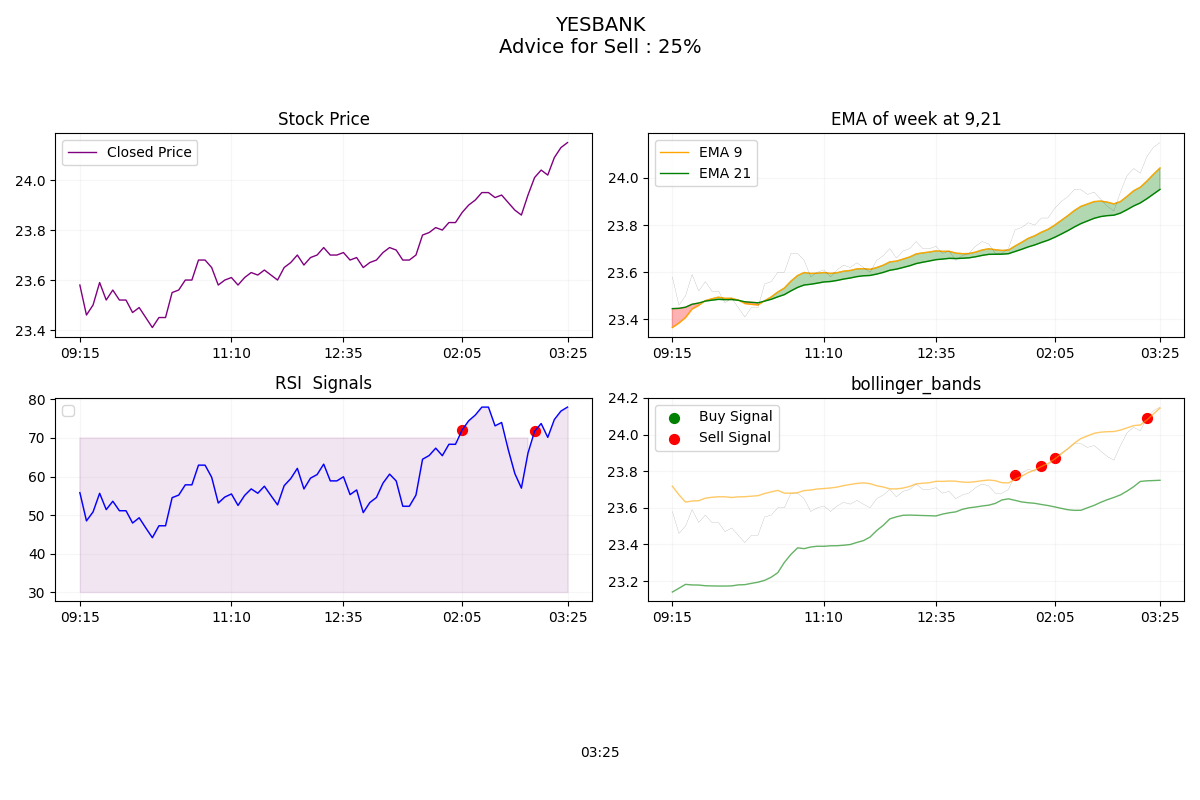 YESBANK
Advice for Sell : 25%
Stock Price
Closed Price
24.0
23.8
23.6
23.4
09:15 11:10 12:35 02:05 03:25
EMA of week at 9,21
EMA 9
EMA 21
24.0
23.8
23.6
23.4
09:15 11:10 12:35 02:05 03:25
RSI  Signals
80
70
60
50
40
30
09:15 11:10 12:35 02:05 03:25
bollinger_bands
Buy Signal
Sell Signal
24.2
24.0
23.8
23.6
23.4
23.2
09:15 11:10 12:35 02:05 03:25
03:25